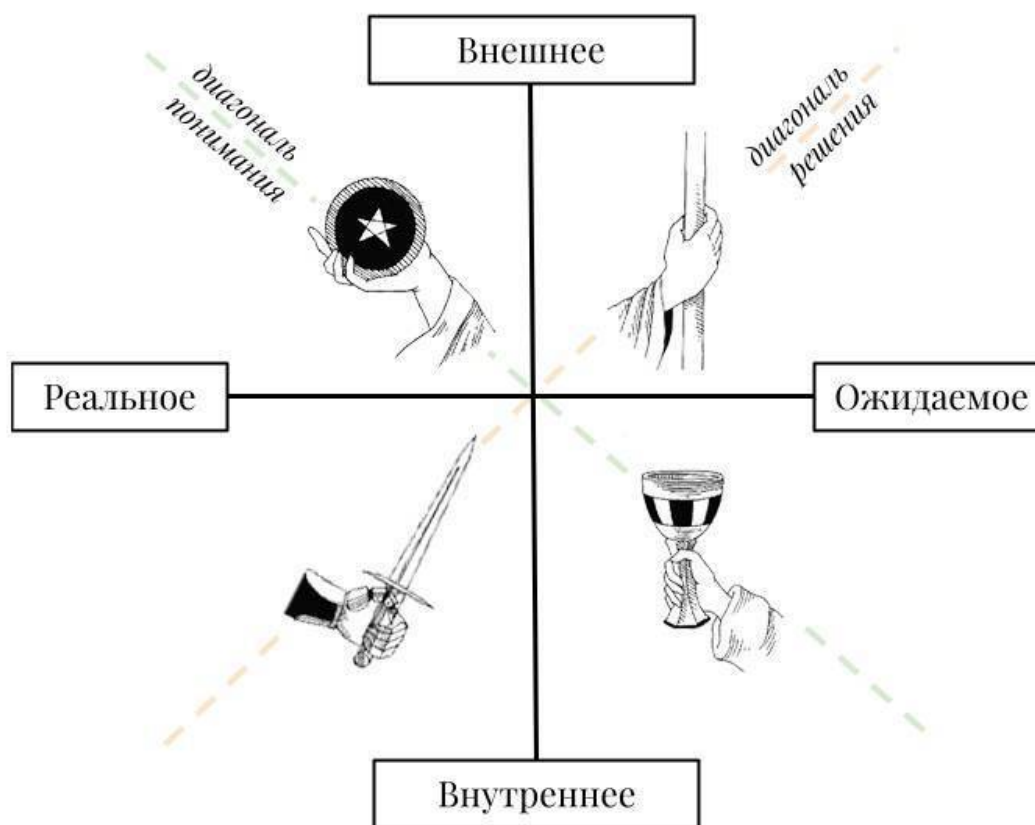 Внешнее
диагональ
понимания
диагональ
решения
Реальное
Ожидаемое
Внутреннее